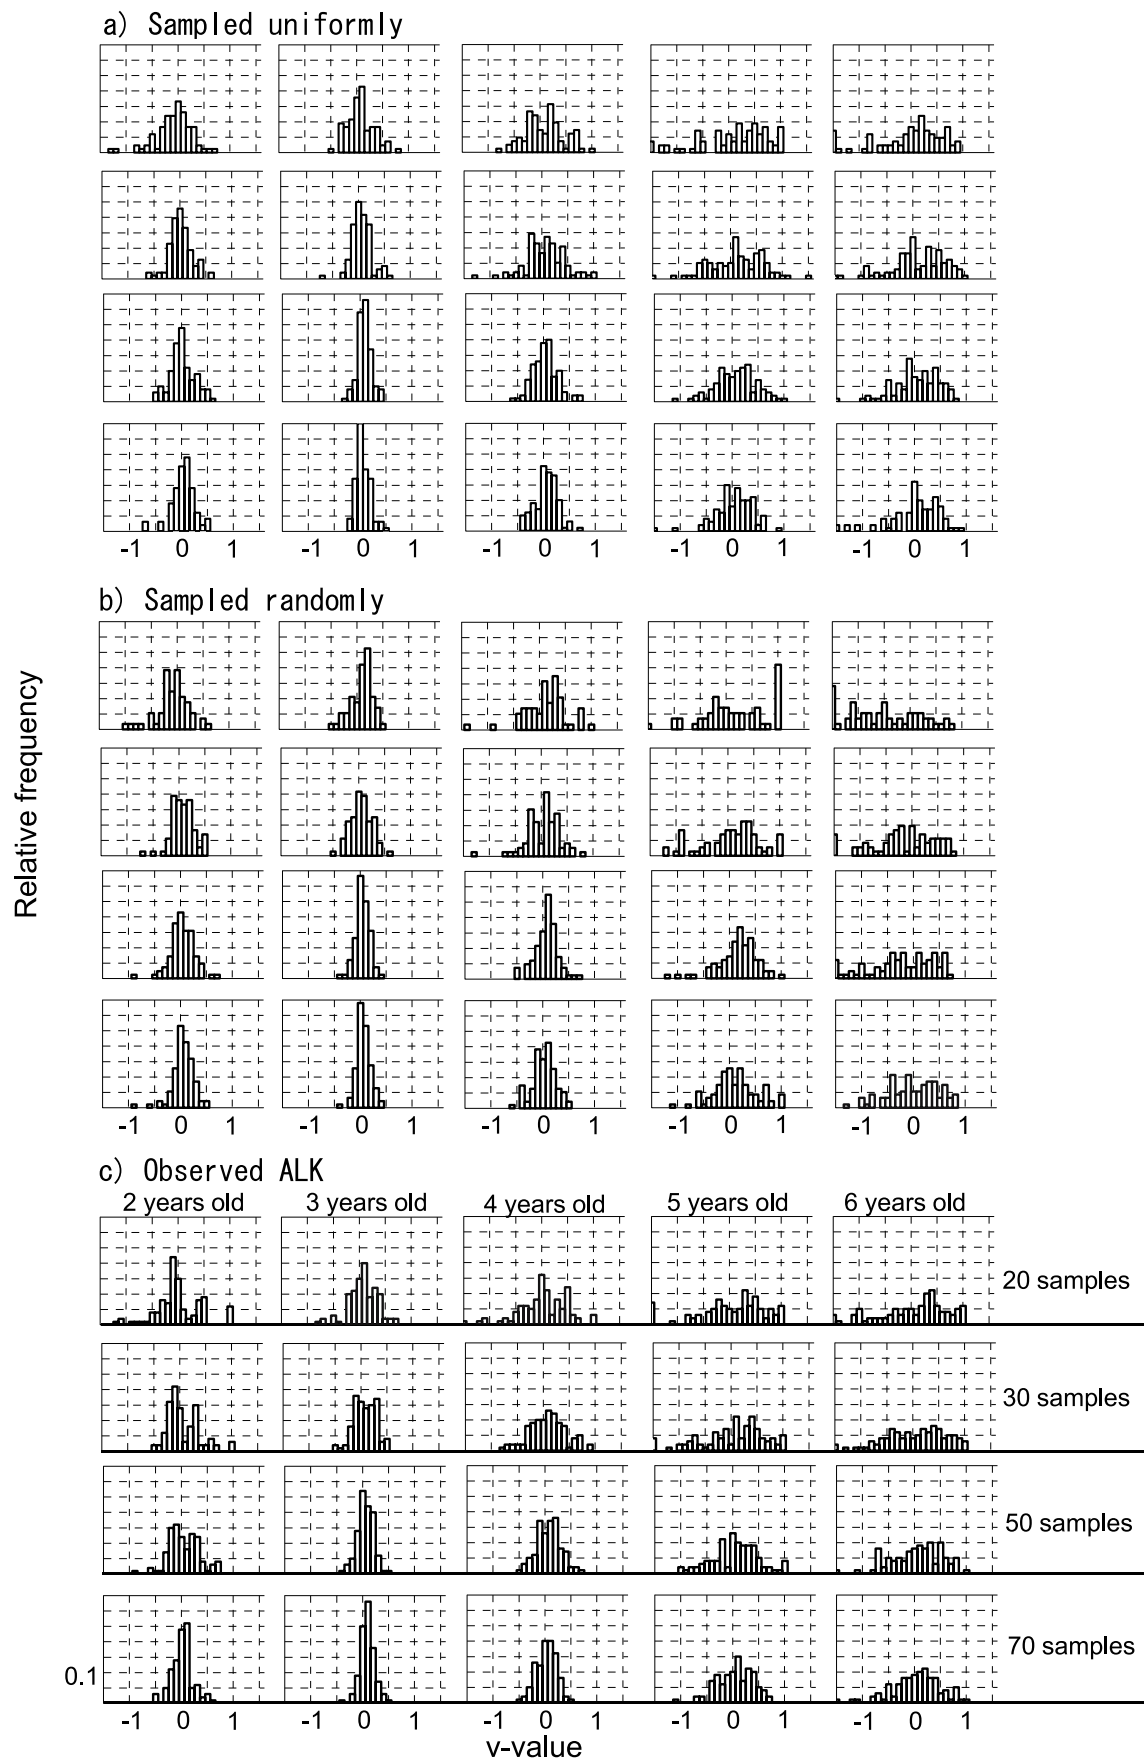 a) Sampled uniformly
-1 0 1 -1 0 1 -1 0 1 -1 0 1 -1 0 1
b) Sampled randomly
Relative frequency
-1 0 1 -1 0 1 -1 0 1 -1 0 1 -1 0 1
c) Observed ALK
2 years old 3 years old 4 years old 5 years old 6 years old
20 samples
30 samples
50 samples
70 samples
0.1
-1 0 1 -1 0 1 -1 0 1 -1 0 1 -1 0 1
v-value